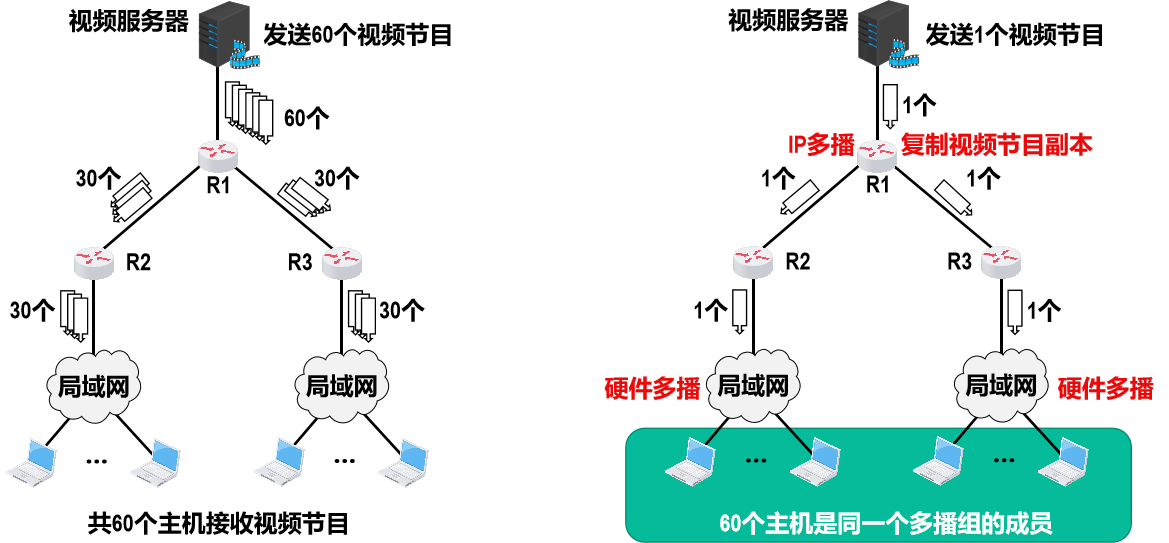 视频服务器
发送60个视频节目
60个
R1
30个
30个
R2
R3
30个
30个
局域网
局域网
...
...
共60个主机接收视频节目
视频服务器
发送1个视频节目
1个
IP多播
复制视频节目副本
R1
1个
1个
R2
R3
1个
1个
硬件多播
局域网
局域网
硬件多播
...
...
60个主机是同一个多播组的成员